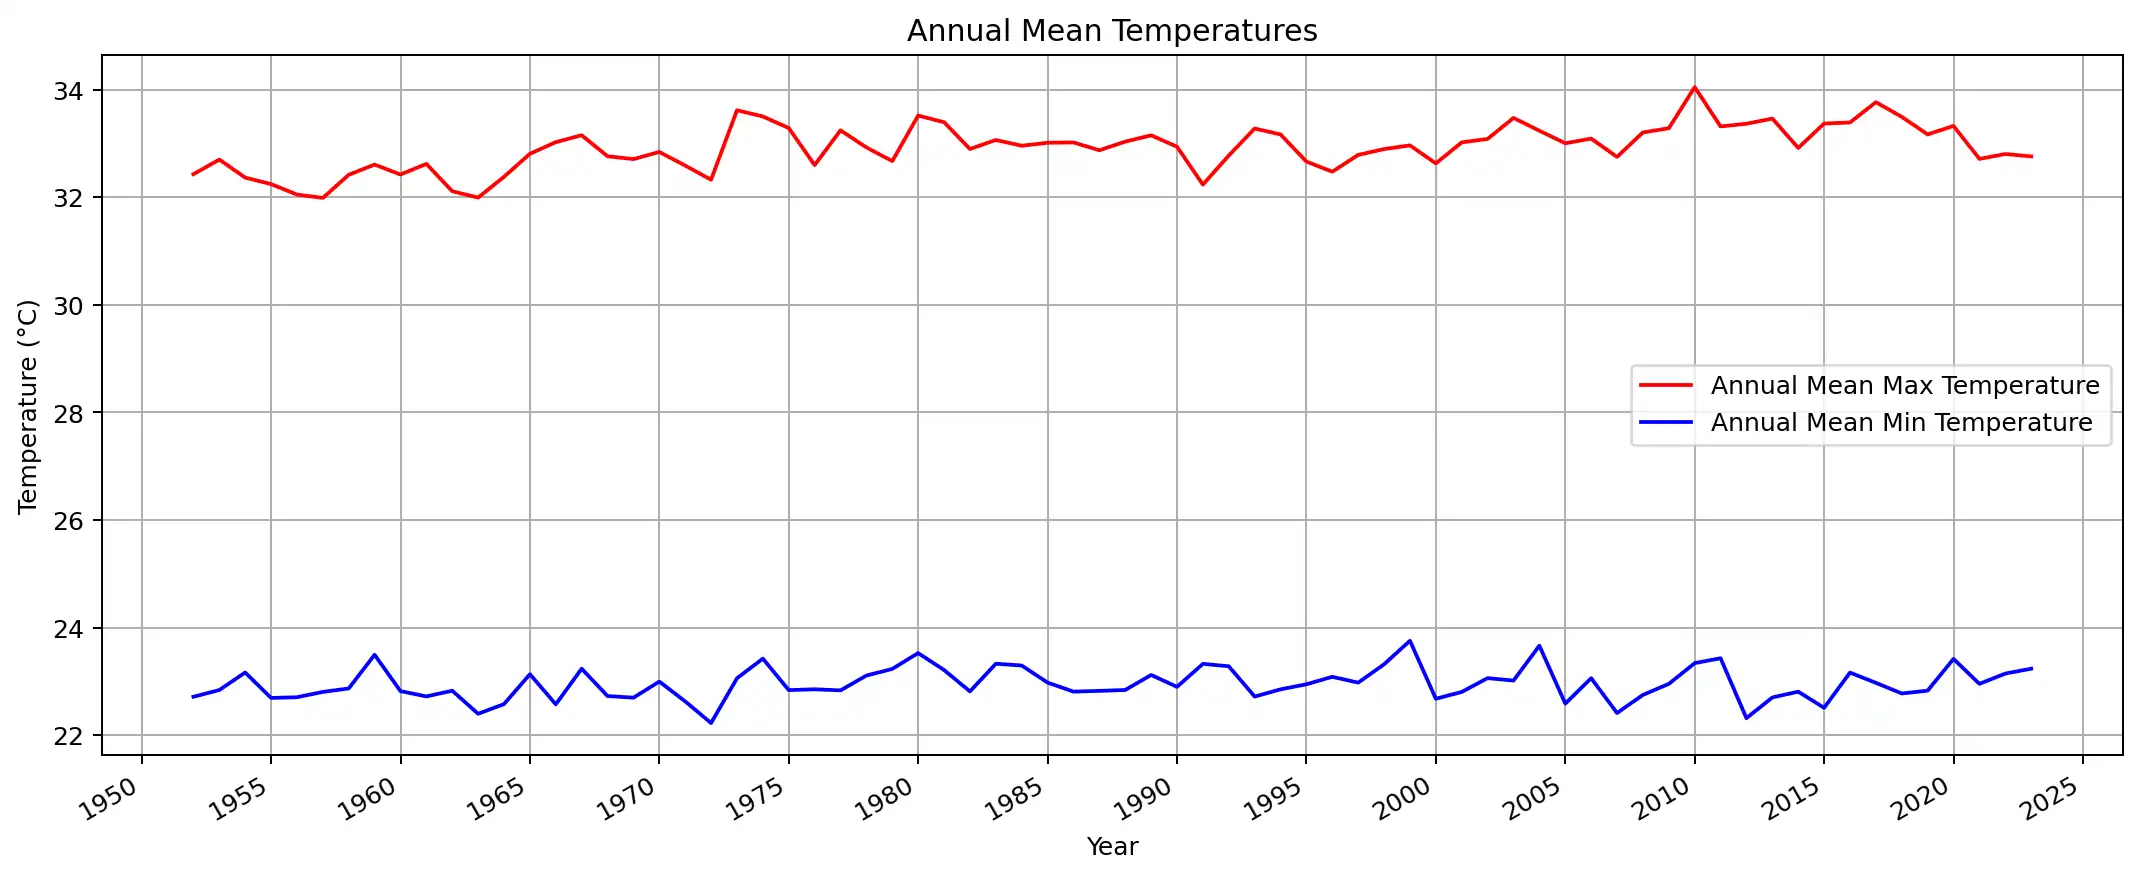 Annual Mean Temperatures
34
32
30
28
26
24
22
Temperature (°C)
Annual Mean Max Temperature
Annual Mean Min Temperature
1950 1955 1960 1965 1970 1975 1980 1985 1990 1995 2000 2005 2010 2015 2020 2025
Year